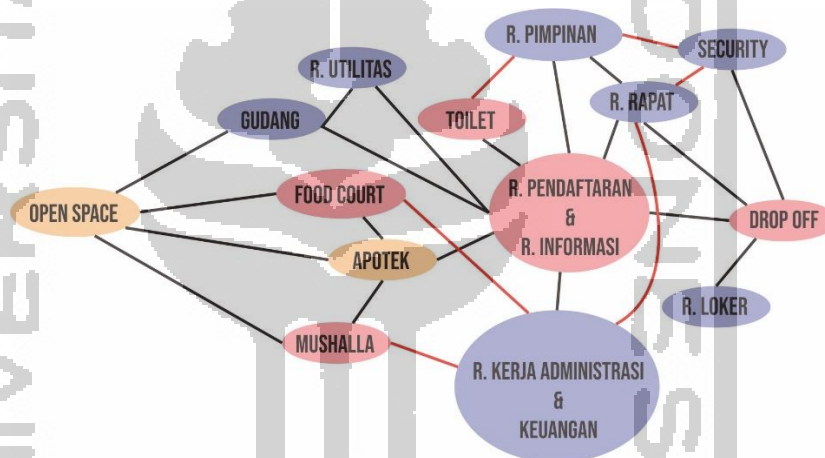 R. PIMPINAN
SECURITY
R. UTILITAS
R. RAPAT
GUDANG
TOILET
FOOD COURT
R. PENDAFTARAN
&
R. INFORMASI
OPEN SPACE
DROP OFF
APOTEK
R. LOKER
MUSHALLA
R. KERJA ADMINISTRASI
&
KEUANGAN